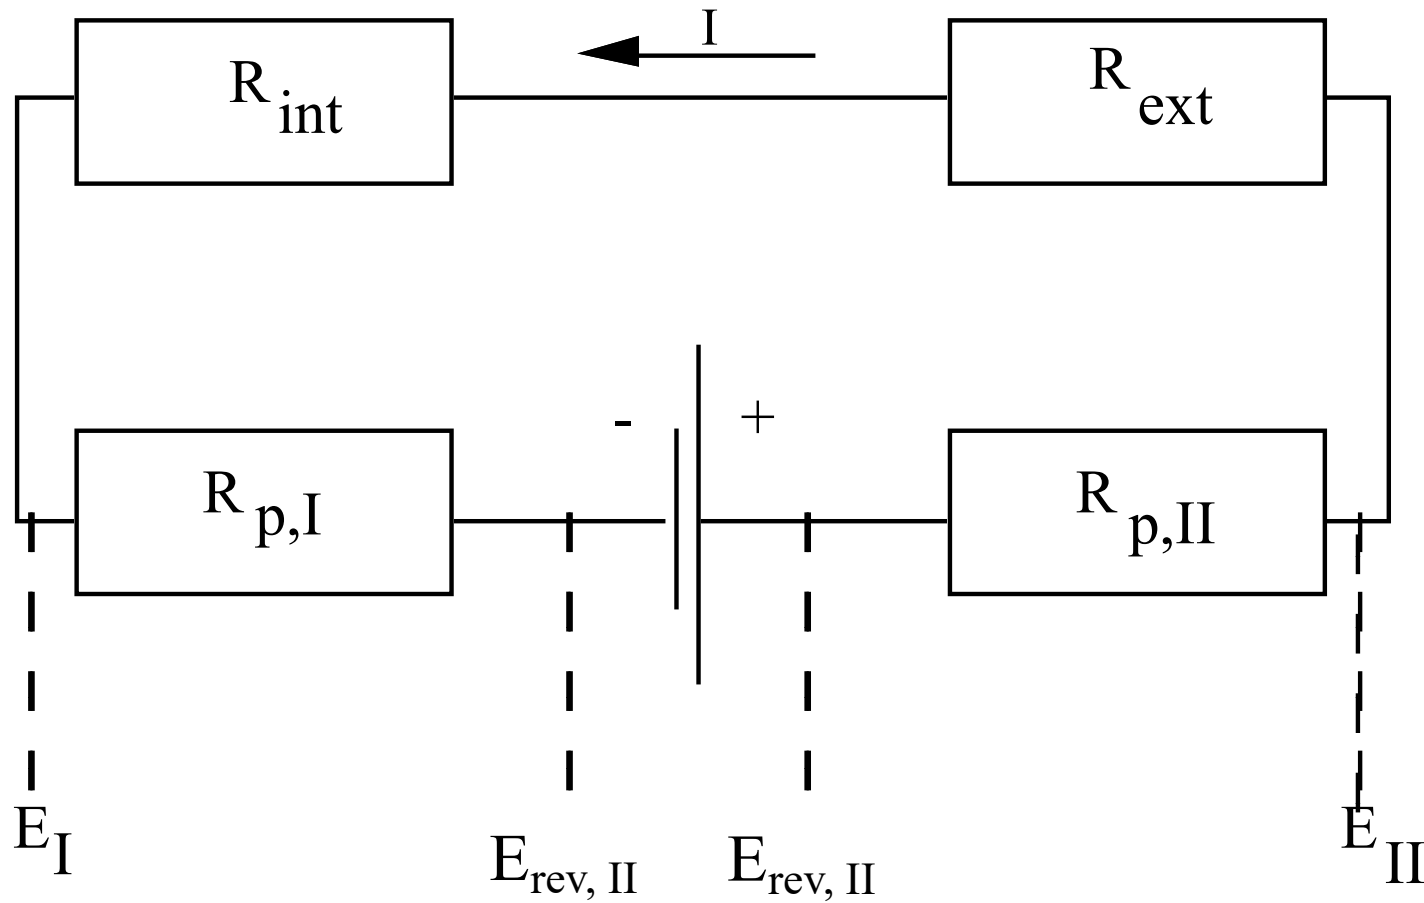 I
R int
R ext
- +
R p,I
R p,II
E I
E rev, II
E rev, II
E II